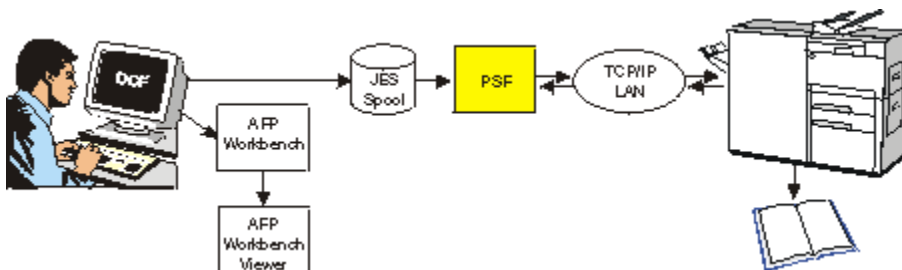 DCF
JES
Spool
PSF
TCP/IP
LAN
AFP
Workbench
AFP
Workbench
Viewer